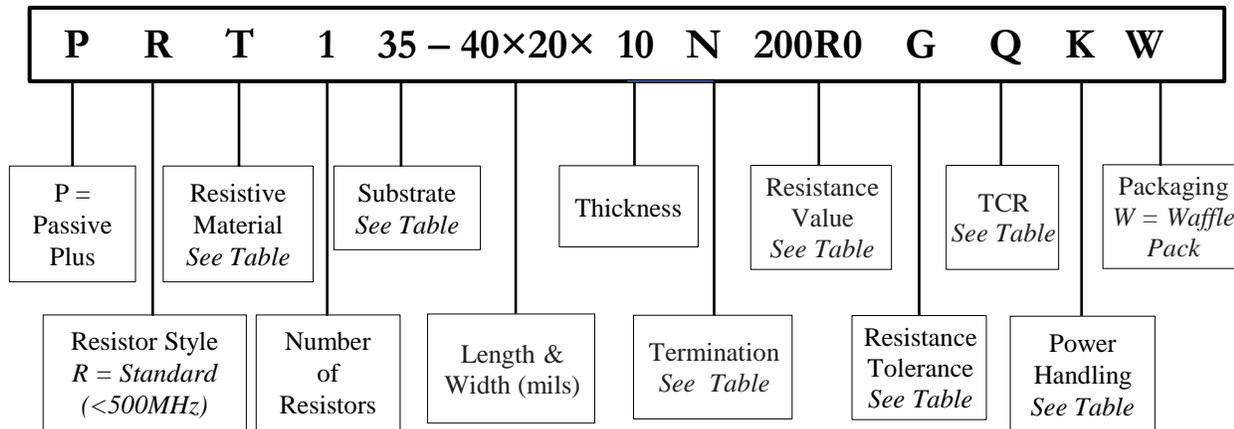 P R T 1 35 – 40×20× 10 N 200R0 G Q K W
P =
Passive
Plus
Resistive
Material
See Table
Substrate
See Table
Thickness
Resistance
Value
See Table
TCR
See Table
Packaging
W = Waffle
Pack
Resistor Style
R = Standard
(<500MHz)
Number
of
Resistors
Length &
Width (mils)
Termination
See Table
Resistance
Tolerance
See Table
Power
Handling
See Table